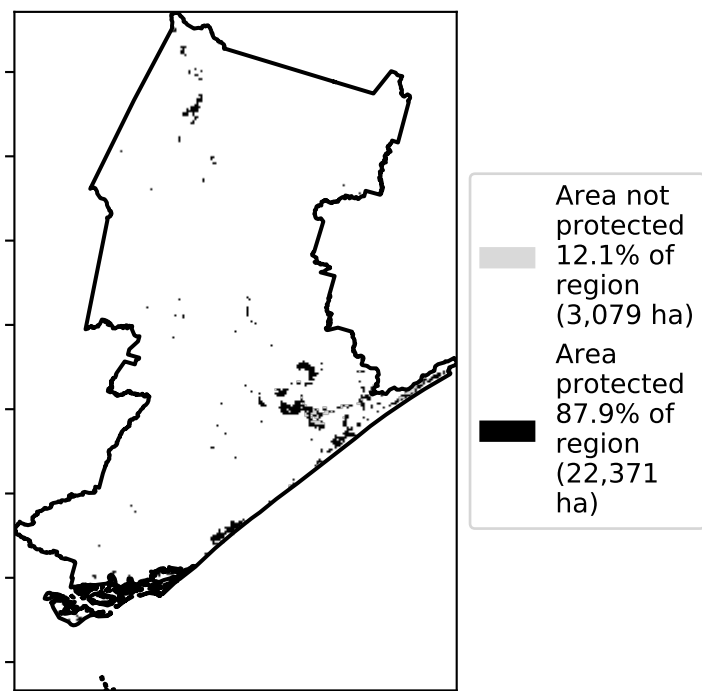 Area not
protected
12.1% of
region
(3,079 ha)
Area
protected
87.9% of
region
(22,371
ha)